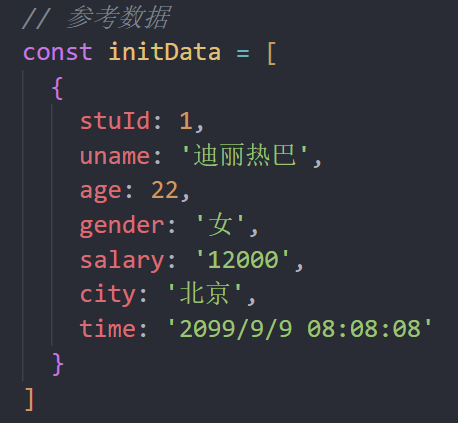 // 参考数据
const initData = [
{
stuId: 1,
uname: '迪丽热巴',
age: 22,
gender: '女',
salary: '12000',
city: '北京',
time: '2099/9/9 08:08:08'
}
]